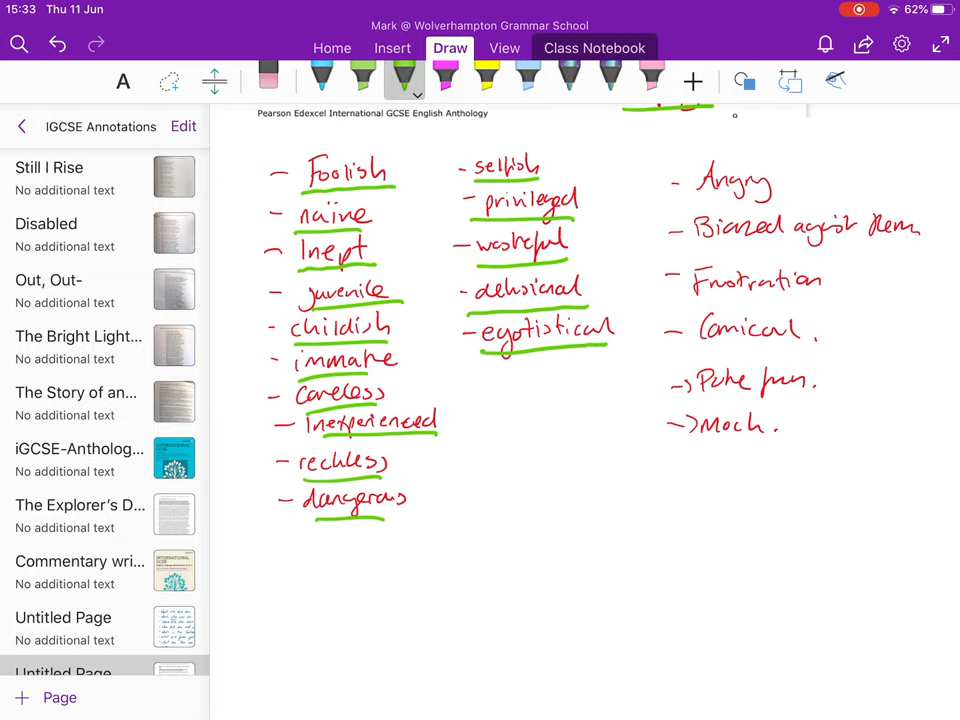 15:33 Thu 11 Jun
62%
Mark @ Wolverhampton Grammar School
Home Insert Draw View Class Notebook
A
IGCSE Annotations Edit
Still I Rise
No additional text
Disabled
No additional text
Out, Out-
No additional text
The Bright Light...
No additional text
The Story of an...
No additional text
iGCSE-Antholog...
No additional text
The Explorer's D...
No additional text
Commentary wri...
No additional text
Untitled Page
No additional text
Untitled Page
+ Page
Pearson Edexcel International GCSE English Anthology
9
- Foolish
- naïve
- Inept
- juvenile
- childish
- immature
- careless
- Inexperienced
- reckless
- dangerous
- selfish
- privileged
- wasteful
- delusional
- egotistical
- Angry
- Biazed against them
- Frustration
- Comical.
-> Poke fun.
-> Mock.